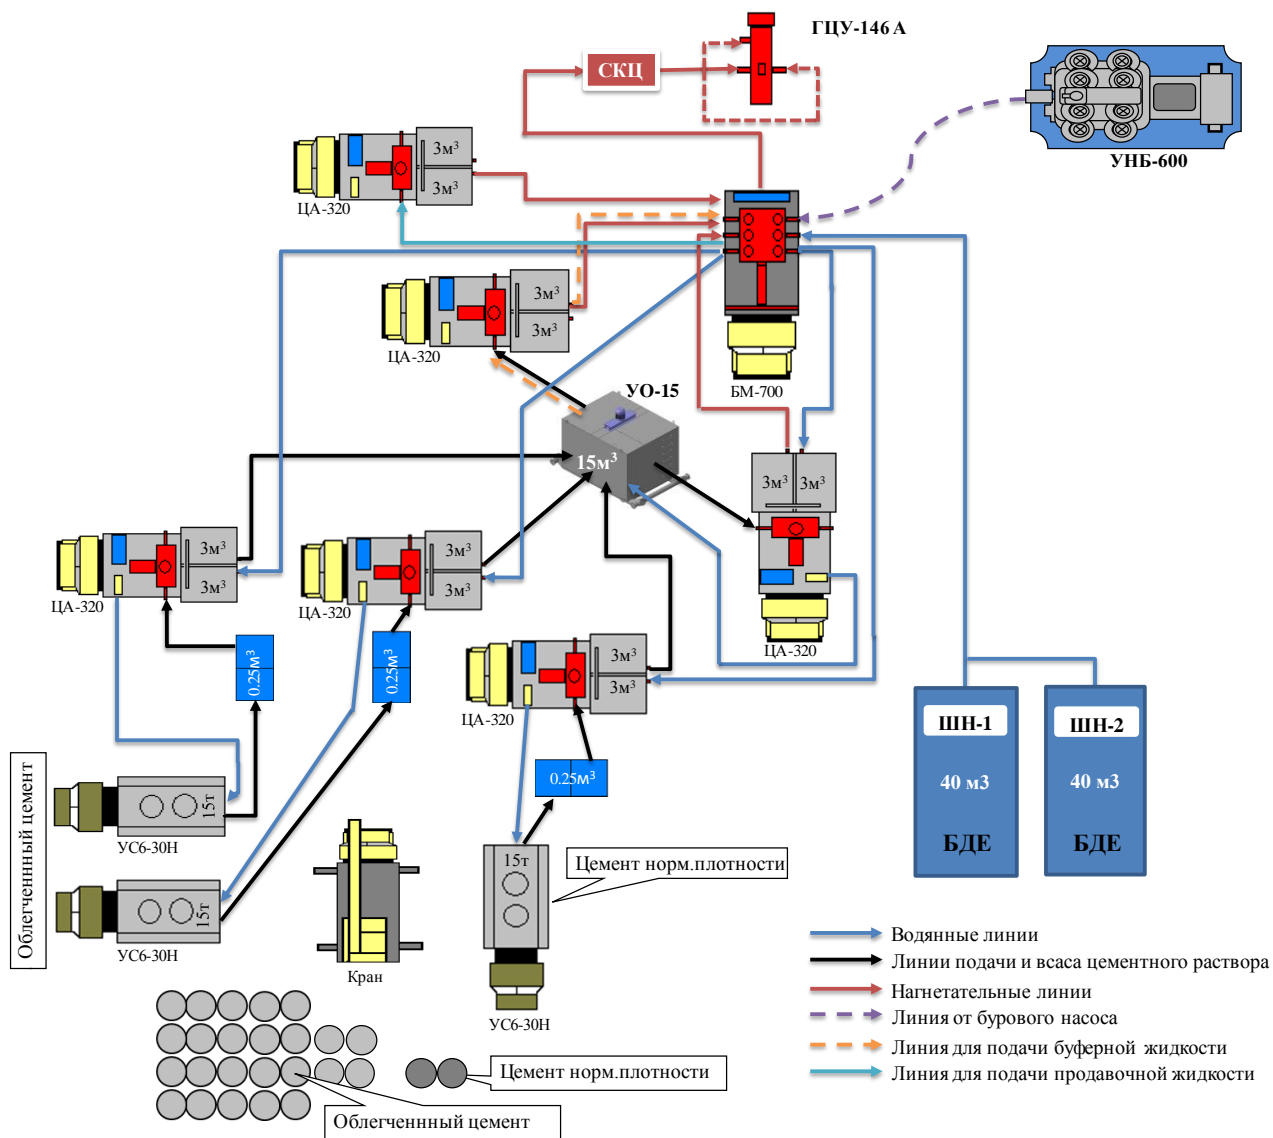 ГЦУ-146 А
СКЦ
УНБ-600
3м³
3м³
ЦА-320
3м³
3м³
ЦА-320
БМ-700
УО-15
15м³
3м³
3м³
ЦА-320
3м³
3м³
ЦА-320
3м³
3м³
ЦА-320
3м³
3м³
ЦА-320
0.25м³
0.25м³
0.25м³
ШН-1
40 м3
БДЕ
ШН-2
40 м3
БДЕ
Облегченнный цемент
15т
УС6-30Н
15т
УС6-30Н
Кран
15т
УС6-30Н
Цемент норм.плотности
Цемент норм.плотности
Облегченнный цемент
Водянные линии
Линии подачи и всаса цементного раствора
Нагнетательные линии
Линия от бурового насоса
Линия для подачи буферной жидкости
Линия для подачи продавочной жидкости